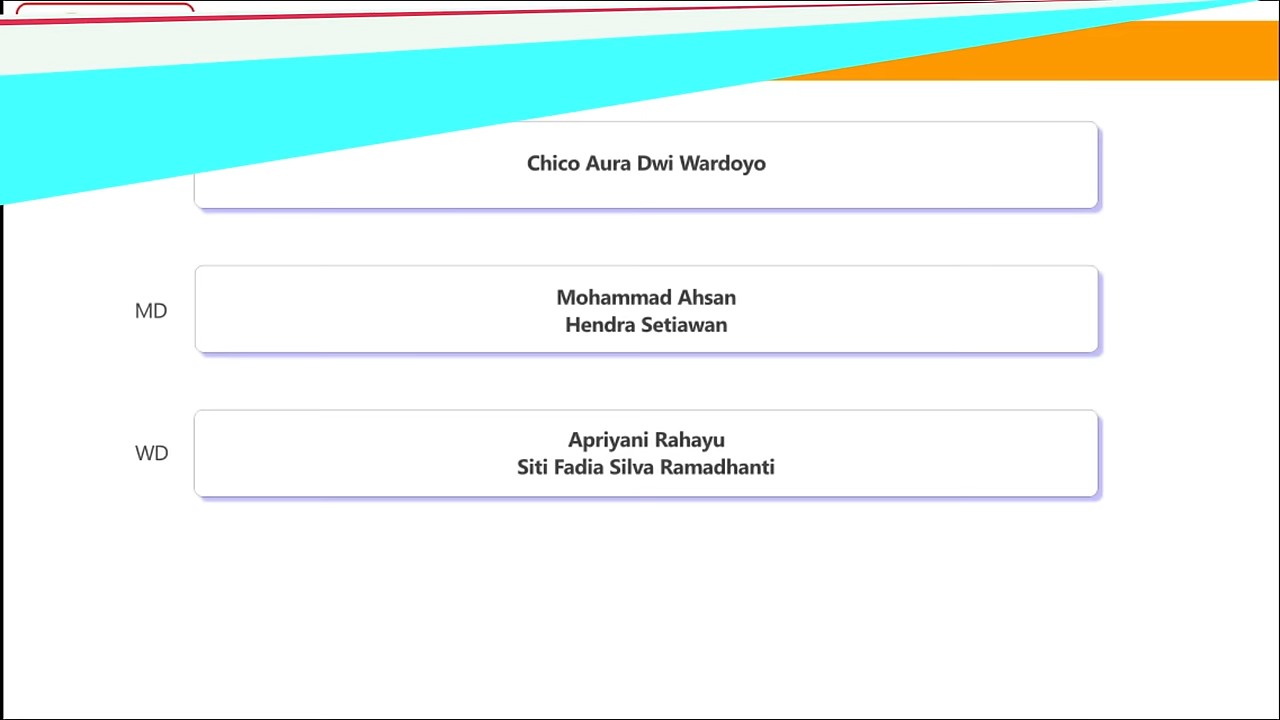 Chico Aura Dwi Wardoyo
MD
Mohammad Ahsan
Hendra Setiawan
WD
Apriyani Rahayu
Siti Fadia Silva Ramadhanti